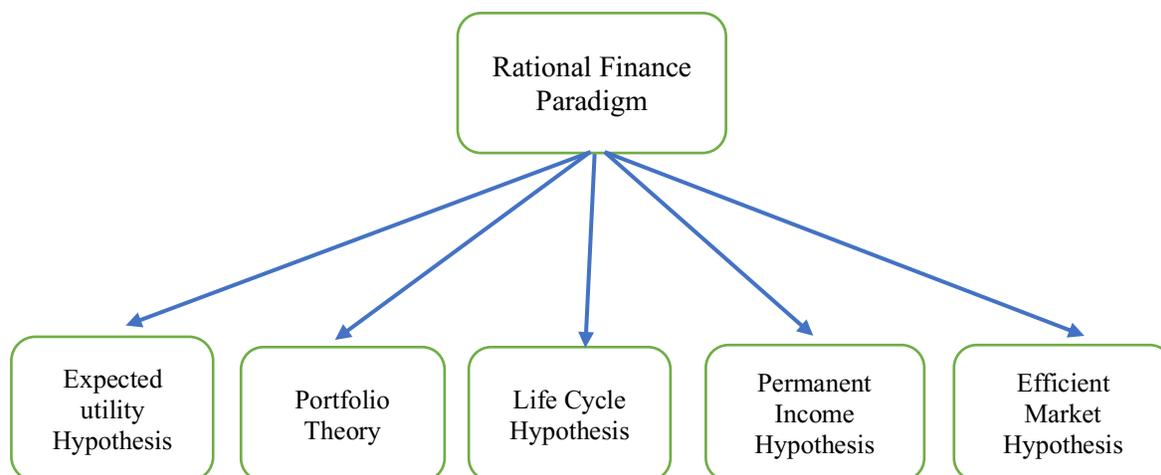 Rational Finance
Paradigm
Expected
utility
Hypothesis
Portfolio
Theory
Life Cycle
Hypothesis
Permanent
Income
Hypothesis
Efficient
Market
Hypothesis